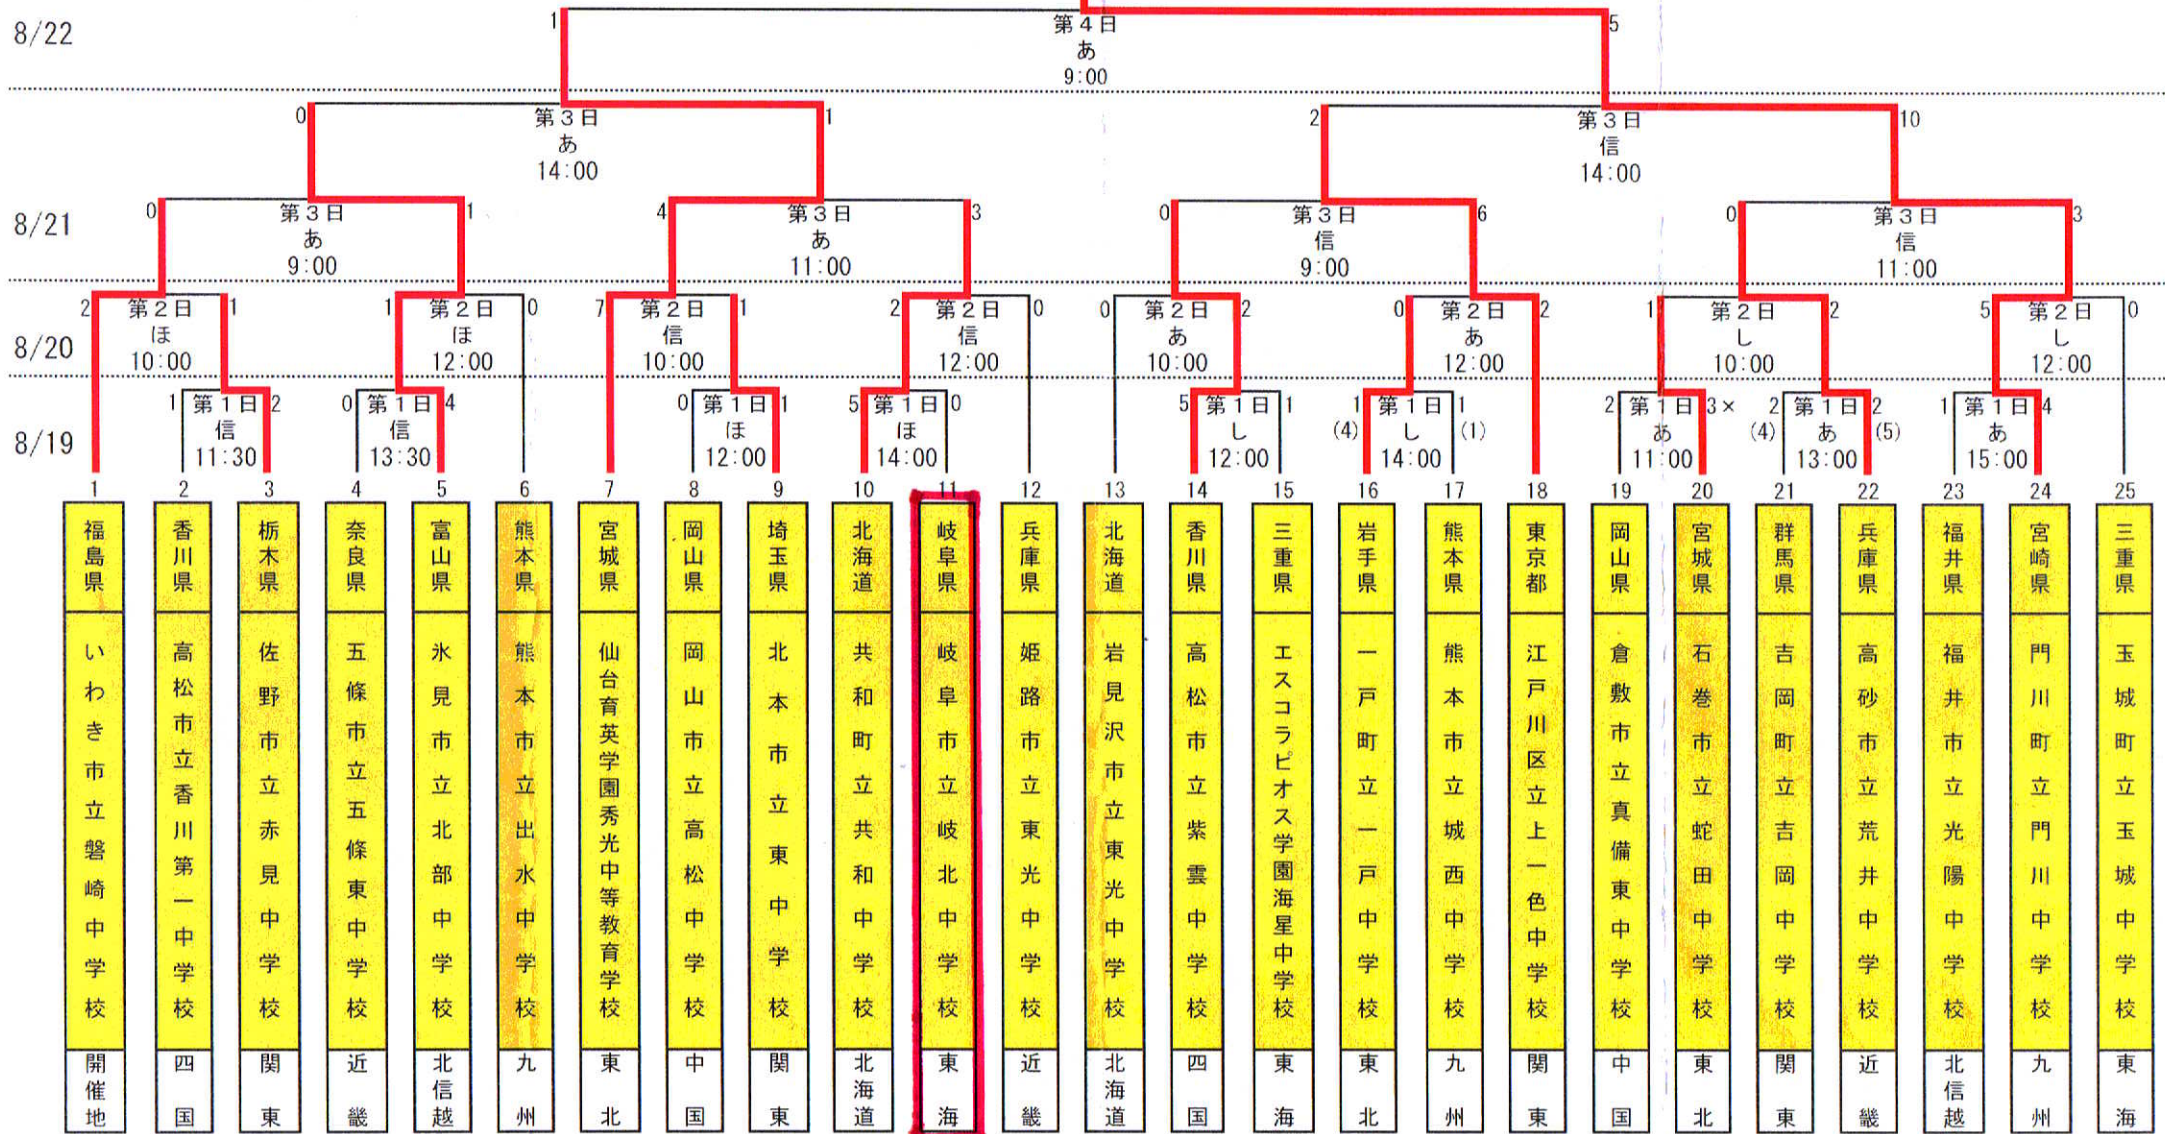 8/22
1 第4日 5
あ
9:00
0 第3日 1
あ
14:00
2 第3日 10
信
14:00
8/21
0 第3日 1
あ
9:00
4 第3日 3
あ
11:00
0 第3日 6
信
9:00
0 第3日 3
信
11:00
8/20
2 第2日 1
ほ
10:00
1 第2日 0
ほ
12:00
7 第2日 1
信
10:00
2 第2日 0
信
12:00
0 第2日 2
あ
10:00
0 第2日 2
あ
12:00
1 第2日 2
し
10:00
5 第2日 0
し
12:00
8/19
1 第1日 2
信
11:30
0 第1日 4
信
13:30
0 第1日 1
ほ
12:00
5 第1日 0
ほ
14:00
5 第1日 1
し
12:00
1 第1日 1
(4) し (1)
14:00
2 第1日 3×
あ
11:00
2 第1日 2
(4) あ (5)
13:00
1 第1日 4
あ
15:00
1 2 3 4 5 6 7 8 9 10 11 12 13 14 15 16 17 18 19 20 21 22 23 24 25
福島県
いわき市立磐崎中学校
開催地
香川県
高松市立香川第一中学校
四国
栃木県
佐野市立赤見中学校
関東
奈良県
五條市立五條東中学校
近畿
富山県
氷見市立北部中学校
北信越
熊本県
熊本市立出水中学校
九州
宮城県
仙台育英学園秀光中等教育学校
東北
岡山県
岡山市立高松中学校
中国
埼玉県
北本市立東中学校
関東
北海道
共和町立共和中学校
北海道
岐阜県
岐阜市立岐北中学校
東海
兵庫県
姫路市立東光中学校
近畿
北海道
岩見沢市立東光中学校
北海道
香川県
高松市立紫雲中学校
四国
三重県
エスコラピオス学園海星中学校
東海
岩手県
一戸町立一戸中学校
東北
熊本県
熊本市立城西中学校
九州
東京都
江戸川区立上一色中学校
関東
岡山県
倉敷市立真備東中学校
中国
宮城県
石巻市立蛇田中学校
東北
群馬県
吉岡町立吉岡中学校
関東
兵庫県
高砂市立荒井中学校
近畿
福井県
福井市立光陽中学校
北信越
宮崎県
門川町立門川中学校
九州
三重県
玉城町立玉城中学校
東海